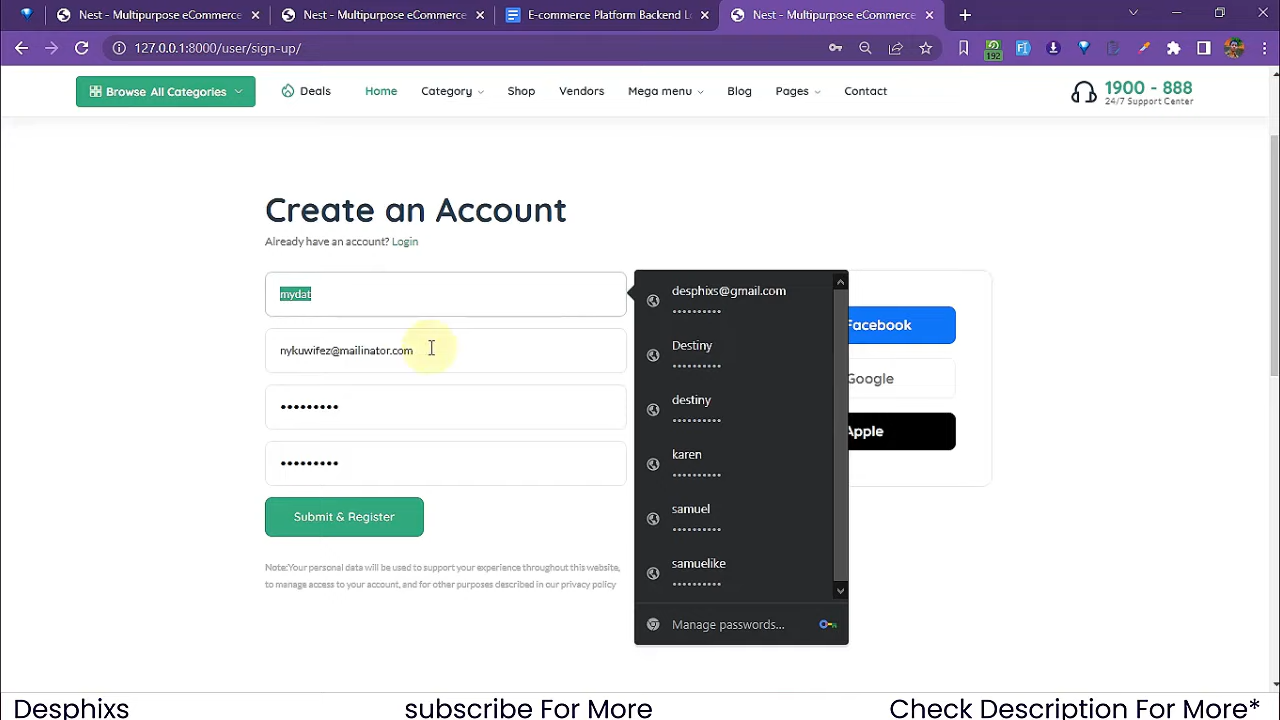 Nest - Multipurpose eCommerce
Nest - Multipurpose eCommerce
E-commerce Platform Backend L
Nest - Multipurpose eCommerce
127.0.0.1:8000/user/sign-up/
192
Browse All Categories
Deals
Home
Category
Shop
Vendors
Mega menu
Blog
Pages
Contact
1900 - 888
24/7 Support Center
Create an Account
Already have an account? Login
mydat
nykuwifez@mailinator.com
•••••••••
•••••••••
Submit & Register
Note:Your personal data will be used to support your experience throughout this website,
to manage access to your account, and for other purposes described in our privacy policy
desphixs@gmail.com
•••••••••
Destiny
•••••••••
destiny
•••••••••
karen
•••••••••
samuel
•••••••••
samuelike
•••••••••
Manage passwords...
Facebook
Google
Apple
Desphixs
subscribe For More
Check Description For More*